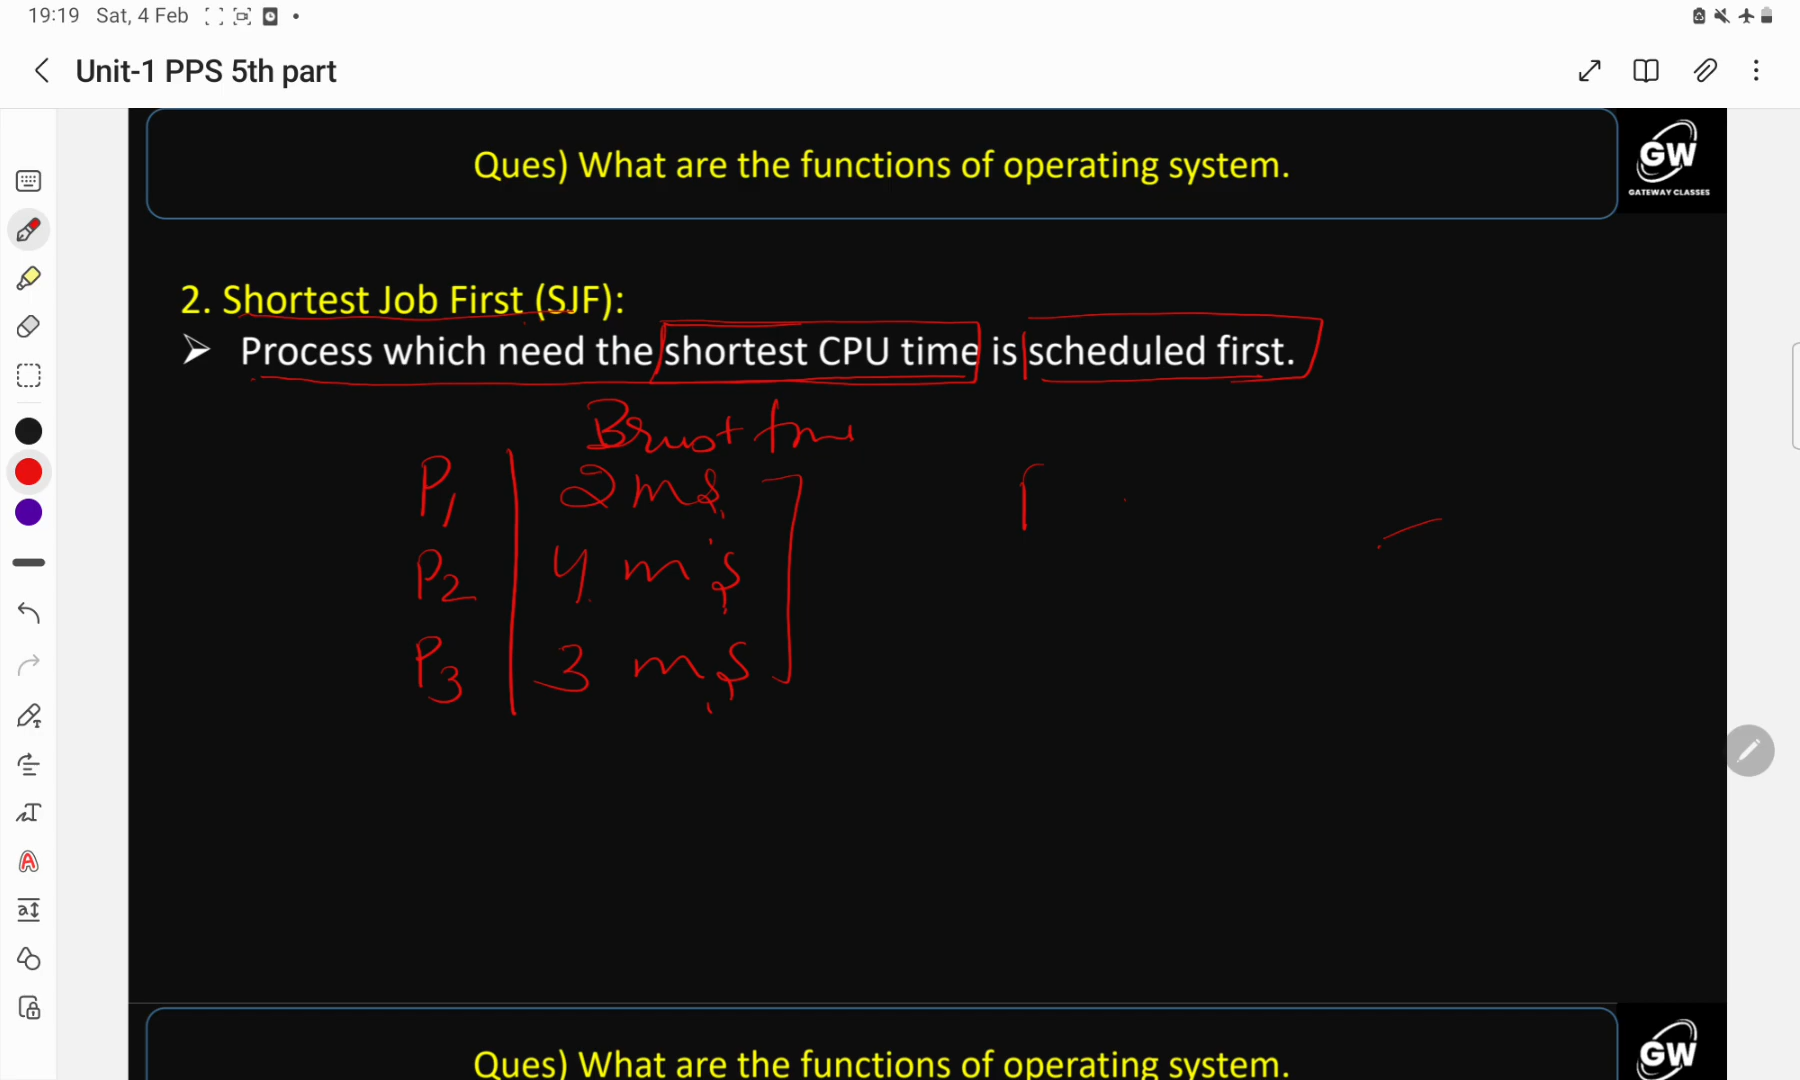 19:19 Sat, 4 Feb
Unit-1 PPS 5th part
Ques) What are the functions of operating system.
GW
GATEWAY CLASSES
2. Shortest Job First (SJF):
➢ Process which need the shortest CPU time is scheduled first.
Brust time
P1 2 ms
P2 4 ms
P3 3 ms
Ques) What are the functions of operating system.
GW